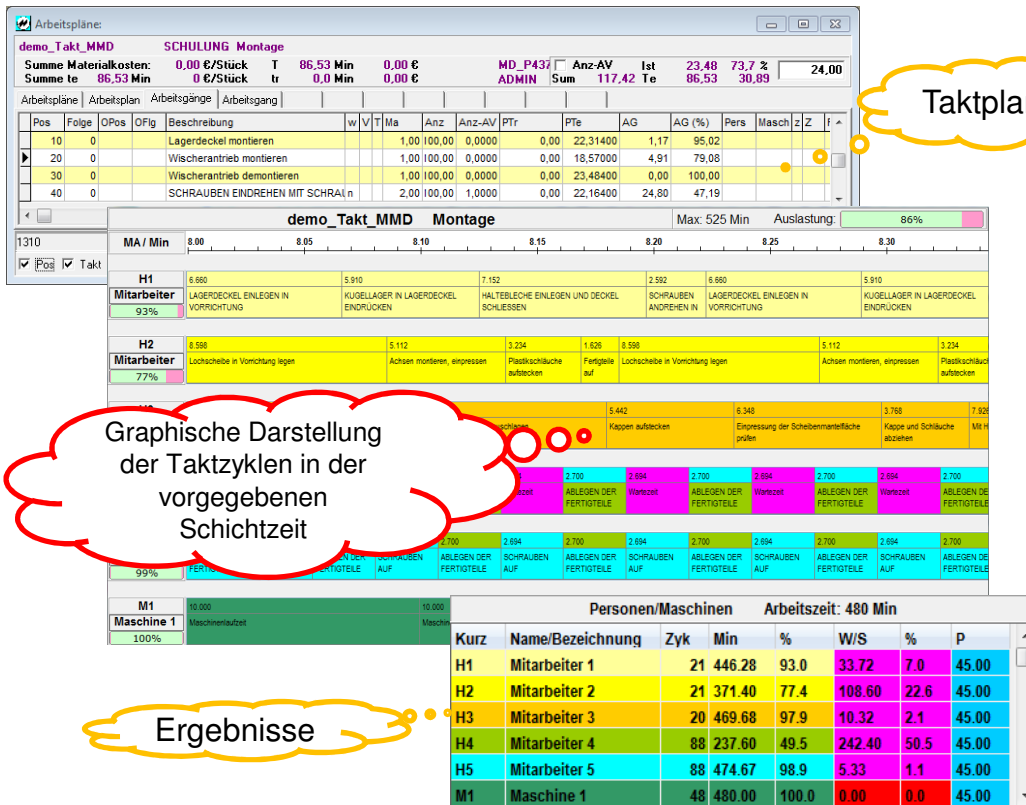 Arbeitspläne:
demo_Takt_MMD SCHULUNG Montage
Summe Materialkosten: 0,00 €/Stück T 86,53 Min 0,00 € MD_P437 Anz-AV Ist 23,48 73,7 % 24,00
Summe te 86,53 Min 0 €/Stück tr 0,0 Min 0,00 € ADMIN Sum 117,42 Te 86,53 30,89
Arbeitspläne Arbeitsplan Arbeitsgänge Arbeitsgang
Pos Folge OPos OFlg Beschreibung w V T Ma Anz Anz-AV PTr PTe AG AG (%) Pers Masch z Z
10 0 Lagerdeckel montieren 1,00 100,00 0,0000 0,00 22,31400 1,17 95,02
20 0 Wischerantrieb montieren 1,00 100,00 0,0000 0,00 18,57000 4,91 79,08
30 0 Wischerantrieb demontieren 1,00 100,00 0,0000 0,00 23,48400 0,00 100,00
40 0 SCHRAUBEN EINDREHEN MIT SCHRAU n 2,00 100,00 1,0000 0,00 22,16400 24,80 47,19
Taktpla
1310
Pos Takt
demo_Takt_MMD Montage Max: 525 Min Auslastung: 86%
MA / Min 8.00 8.05 8.10 8.15 8.20 8.25 8.30
H1 6.660 5.910 7.152 2.592 6.660 5.910
Mitarbeiter LAGERDECKEL EINLEGEN IN KUGELLAGER IN LAGERDECKEL HALTEBLECHE EINLEGEN UND DECKEL SCHRAUBEN LAGERDECKEL EINLEGEN IN KUGELLAGER IN LAGERDECKEL
93% VORRICHTUNG EINDRÜCKEN SCHLIESSEN ANDREHEN IN VORRICHTUNG EINDRÜCKEN
H2 8.598 5.112 3.234 1.626 8.598 5.112 3.234
Mitarbeiter Lochscheibe in Vorrichtung legen Achsen montieren, einpressen Plastikschläuche Fertigteile Lochscheibe in Vorrichtung legen Achsen montieren, einpressen Plastikschläuch
77% aufstecken auf aufstecken
5.442 6.348 3.768 7.926
Kappen aufstecken Einpressung der Scheibenmantelfläche Kappe und Schläuche Mit H
prüfen abziehen
Graphische Darstellung
der Taktzyklen in der
vorgegebenen
Schichtzeit
2.700 2.694 2.700 2.694 2.700 2.694 2.700
ABLEGEN DER Wartezeit ABLEGEN DER Wartezeit ABLEGEN DER Wartezeit ABLEGEN DE
FERTIGTEILE FERTIGTEILE FERTIGTEILE FERTIGTEILE
2.700 2.694 2.700 2.694 2.700 2.694 2.700 2.694 2.700
ABLEGEN DER SCHRAUBEN ABLEGEN DER SCHRAUBEN ABLEGEN DER SCHRAUBEN ABLEGEN DER SCHRAUBEN ABLEGEN DE
99% FERTIGTEILE AUF FERTIGTEILE AUF FERTIGTEILE AUF FERTIGTEILE AUF FERTIGTEILE AUF FERTIGTEILE
M1 10.000 10.000
Maschine 1 Maschinenlaufzeit Maschin
100%
Personen/Maschinen Arbeitszeit: 480 Min
Kurz Name/Bezeichnung Zyk Min % W/S % P
H1 Mitarbeiter 1 21 446.28 93.0 33.72 7.0 45.00
H2 Mitarbeiter 2 21 371.40 77.4 108.60 22.6 45.00
H3 Mitarbeiter 3 20 469.68 97.9 10.32 2.1 45.00
H4 Mitarbeiter 4 88 237.60 49.5 242.40 50.5 45.00
H5 Mitarbeiter 5 88 474.67 98.9 5.33 1.1 45.00
M1 Maschine 1 48 480.00 100.0 0.00 0.0 45.00
Ergebnisse